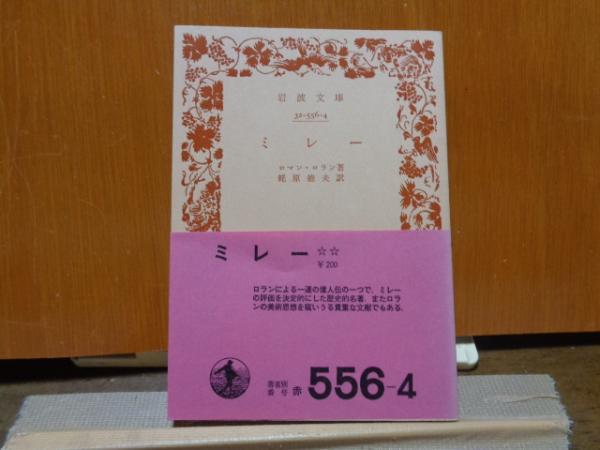 岩波文庫
32-556-4
ミレー
ロマン・ロラン著
蛯原徳夫訳
ミレー☆☆
￥200
ロランによる一連の偉人伝の一つで，ミレー
の評価を決定的にした歴史的名著．またロラ
ンの美術思想を窺いうる貴重な文献でもある．
著者別
番号 赤 556-4